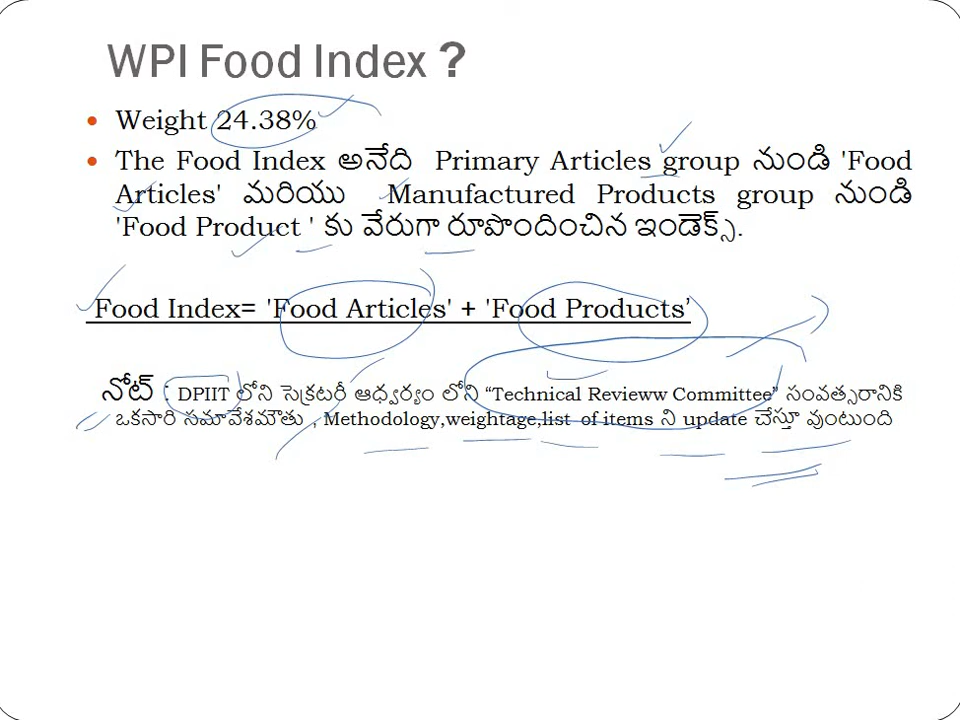 WPI Food Index ?
• Weight 24.38%
• The Food Index అనేది Primary Articles group నుండి 'Food
Articles' మరియు Manufactured Products group నుండి
'Food Product ' కు వేరుగా రూపొందించిన ఇండెక్స్.
Food Index= 'Food Articles' + 'Food Products’
నోట్ : DPIIT లోని సెక్రటరీ ఆధ్వర్యం లోని “Technical Revieww Committee” సంవత్సరానికి
ఒకసారి సమావేశమౌతు , Methodology,weightage,list of items ని update చేస్తూ వుంటుంది